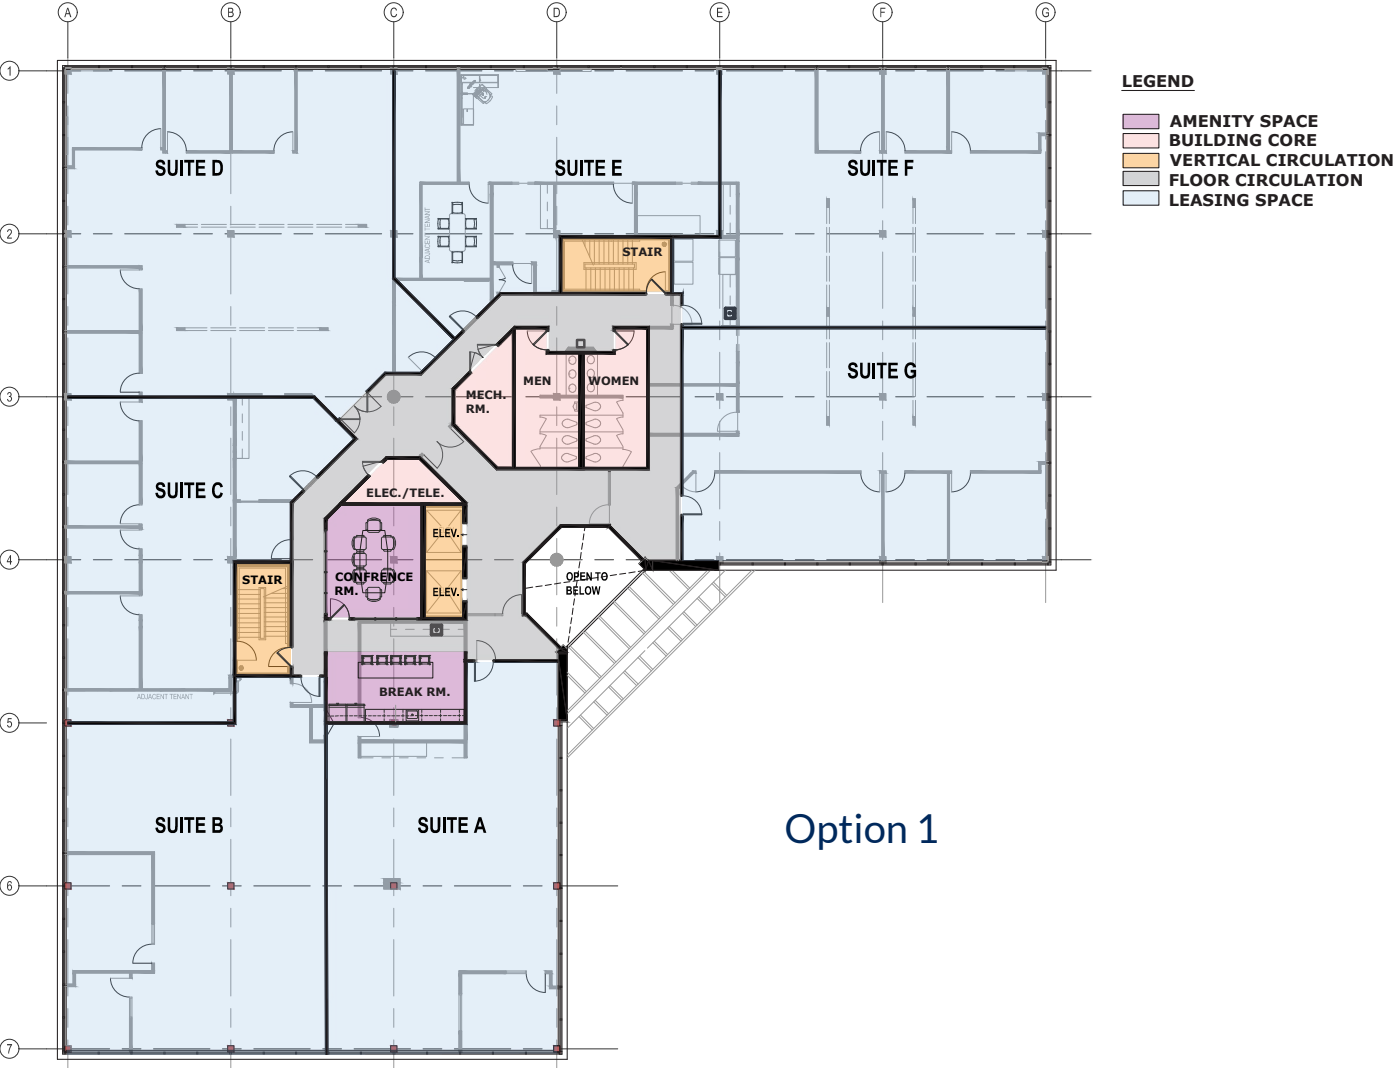 A B C D E F G
1
LEGEND
AMENITY SPACE
BUILDING CORE
VERTICAL CIRCULATION
FLOOR CIRCULATION
LEASING SPACE
SUITE D
SUITE E
SUITE F
ADJACENT TENANT
2
STAIR
C
SUITE G
MEN
WOMEN
3
MECH.
RM.
ELEC./TELE.
SUITE C
ELEV.
4
STAIR
CONFRENCE
RM.
ELEV.
OPEN TO
BELOW
C
BREAK RM.
ADJACENT TENANT
5
SUITE B
SUITE A
Option 1
6
7